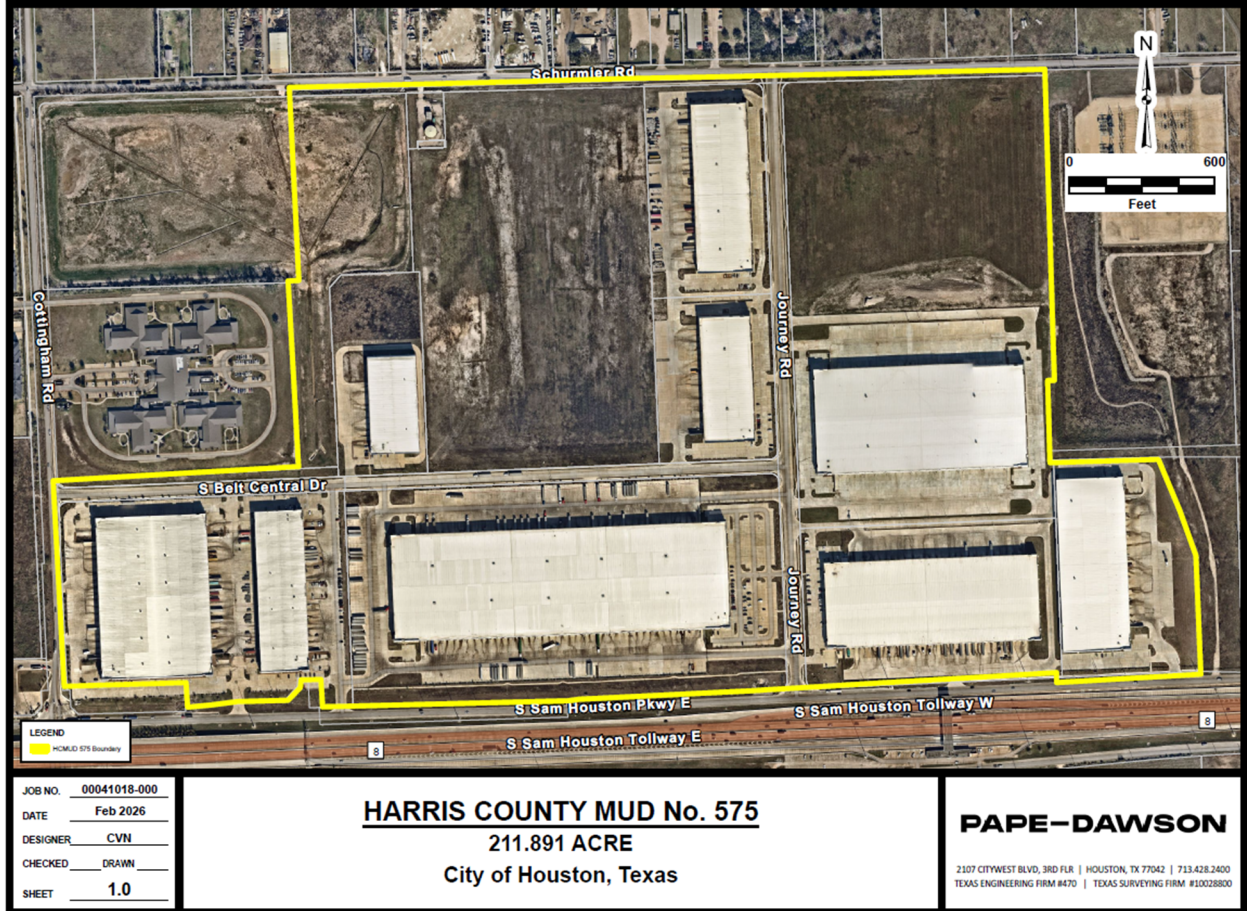 Schurmier Rd
N
0 600
Feet
Cottingham Rd
Journey Rd
S Belt Central Dr
Journey Rd
S Sam Houston Pkwy E
S Sam Houston Tollway W
S Sam Houston Tollway E
8
8
LEGEND
HCMUD 575 Boundary
JOB NO. 00041018-000
DATE Feb 2026
DESIGNER CVN
CHECKED DRAWN
SHEET 1.0
HARRIS COUNTY MUD No. 575
211.891 ACRE
City of Houston, Texas
PAPE-DAWSON
2107 CITYWEST BLVD, 3RD FLR | HOUSTON, TX 77042 | 713.428.2400
TEXAS ENGINEERING FIRM #470 | TEXAS SURVEYING FIRM #10028800